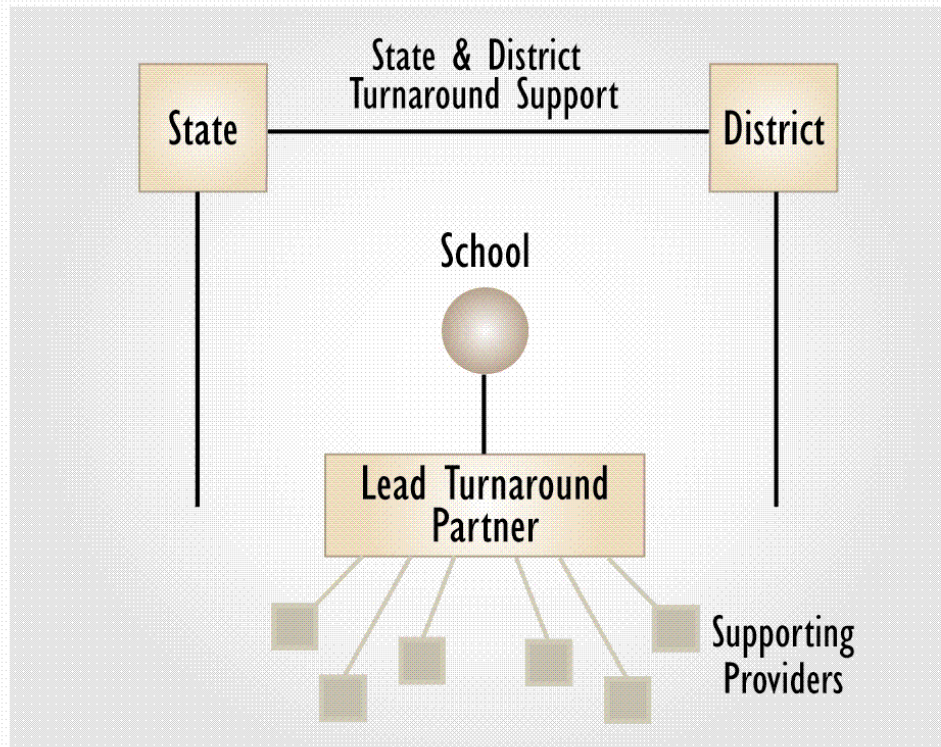 State & District
Turnaround Support
State
District
School
Lead Turnaround
Partner
Supporting
Providers